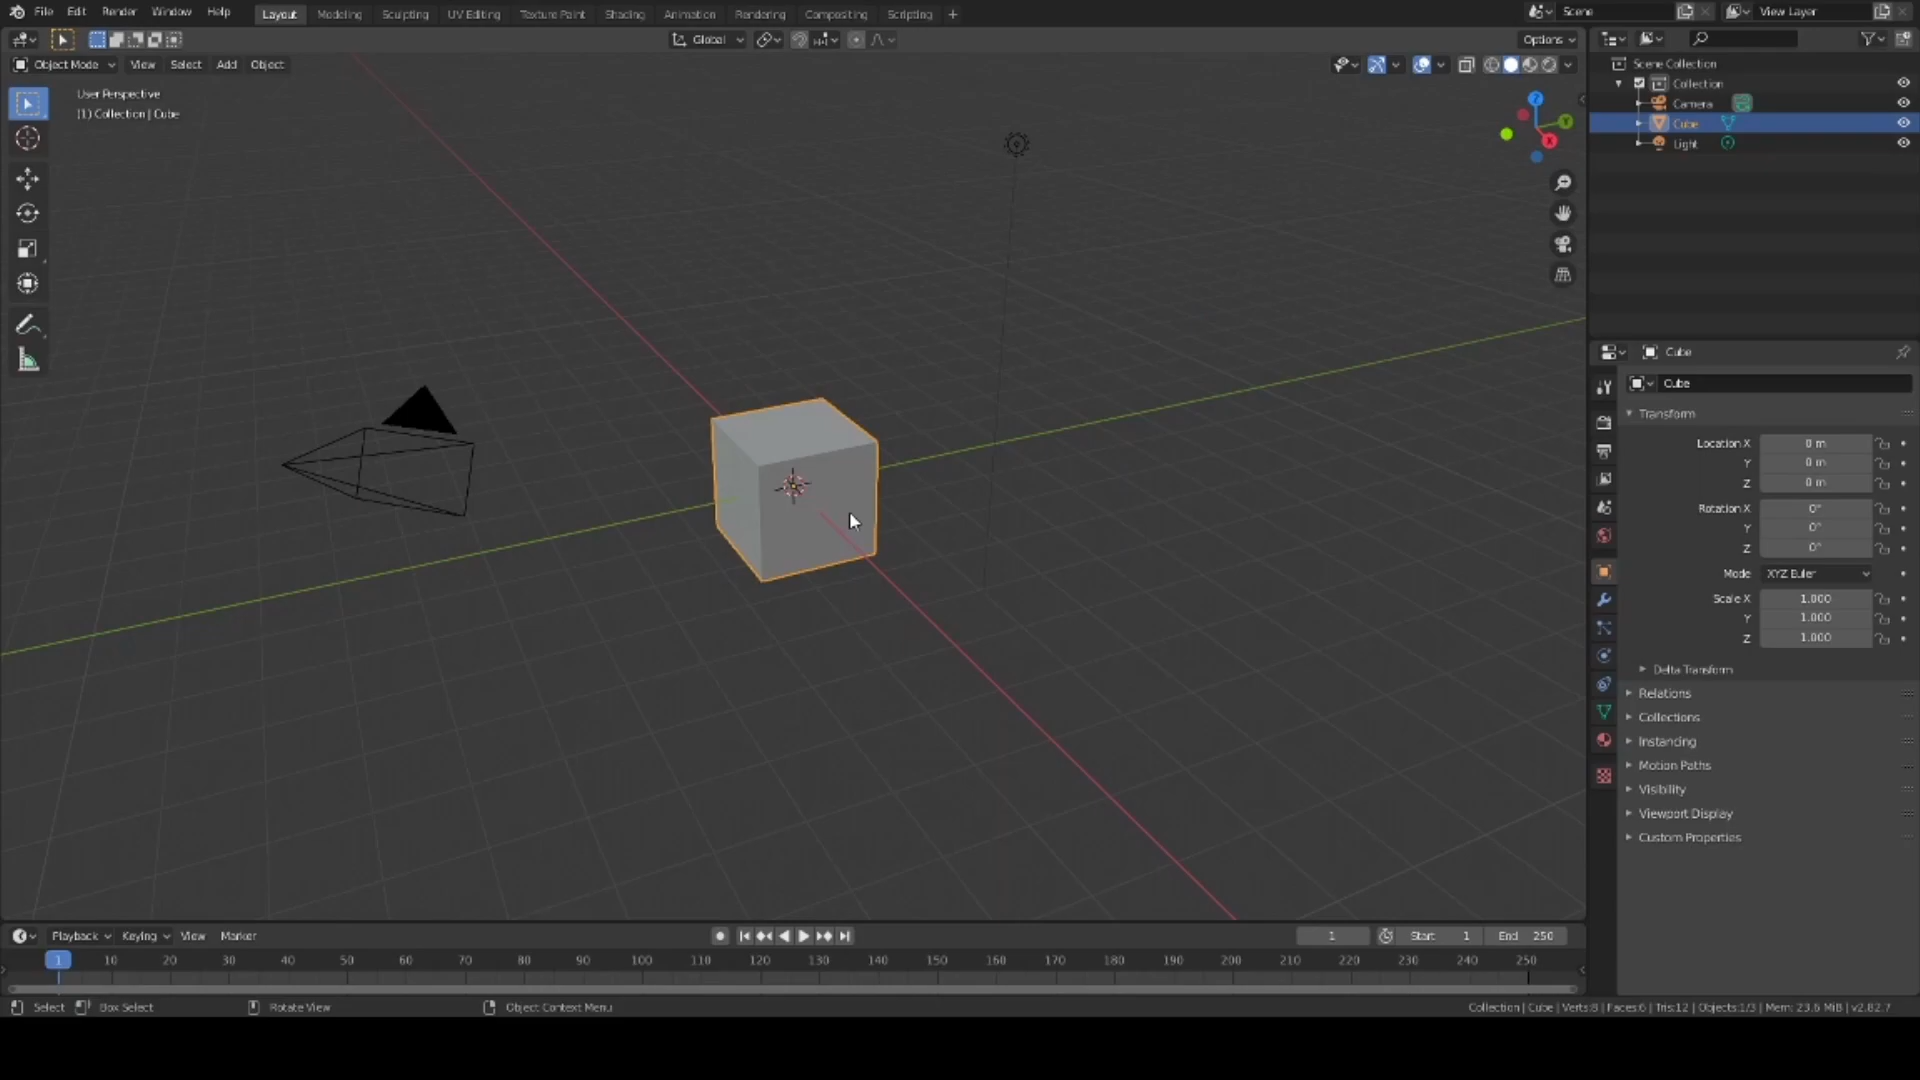 File Edit Render Window Help Layout Modeling Sculpting UV Editing Texture Paint Shading Animation Rendering Compositing Scripting + Scene View Layer
Global Options
Object Mode View Select Add Object
User Perspective
(1) Collection | Cube
Z
Y
X
Scene Collection
Collection
Camera
Cube
Light
Cube
Cube
Transform
Location X 0 m
Y 0 m
Z 0 m
Rotation X 0°
Y 0°
Z 0°
Mode XYZ Euler
Scale X 1.000
Y 1.000
Z 1.000
Delta Transform
Relations
Collections
Instancing
Motion Paths
Visibility
Viewport Display
Custom Properties
Playback Keying View Marker 1 Start 1 End 250
1 10 20 30 40 50 60 70 80 90 100 110 120 130 140 150 160 170 180 190 200 210 220 230 240 250
Select Box Select Rotate View Object Context Menu Collection | Cube | Verts:8 | Faces:6 | Tris:12 | Objects:1/3 | Mem: 23.6 MiB | v2.82.7